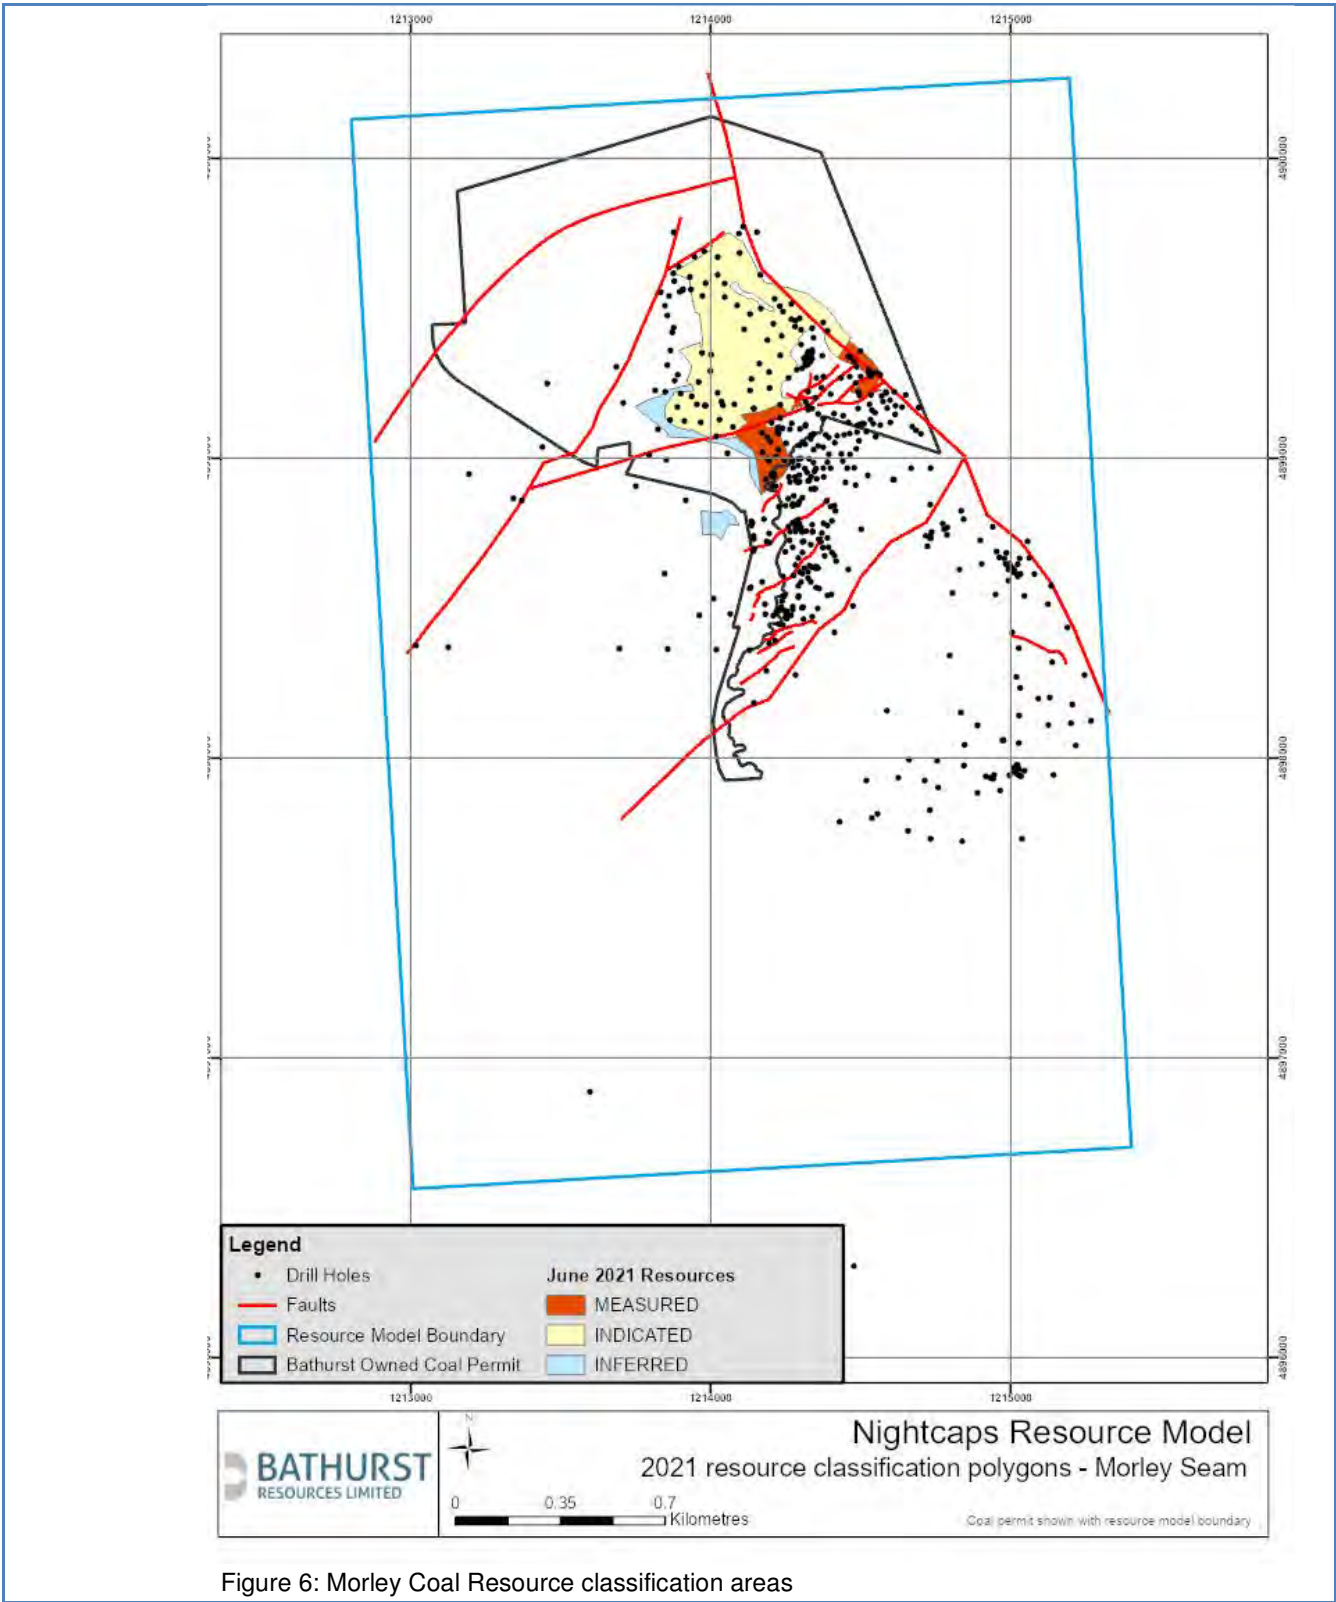 1213000 1214000 1215000
4900000
4899000
4898000
4897000
4896000
Legend
Drill Holes
Faults
Resource Model Boundary
Bathurst Owned Coal Permit
June 2021 Resources
MEASURED
INDICATED
INFERRED
1213000 1214000 1215000
BATHURST
RESOURCES LIMITED
N
0 0.35 0.7
Kilometres
Nightcaps Resource Model
2021 resource classification polygons - Morley Seam
Coal permit shown with resource model boundary
Figure 6: Morley Coal Resource classification areas